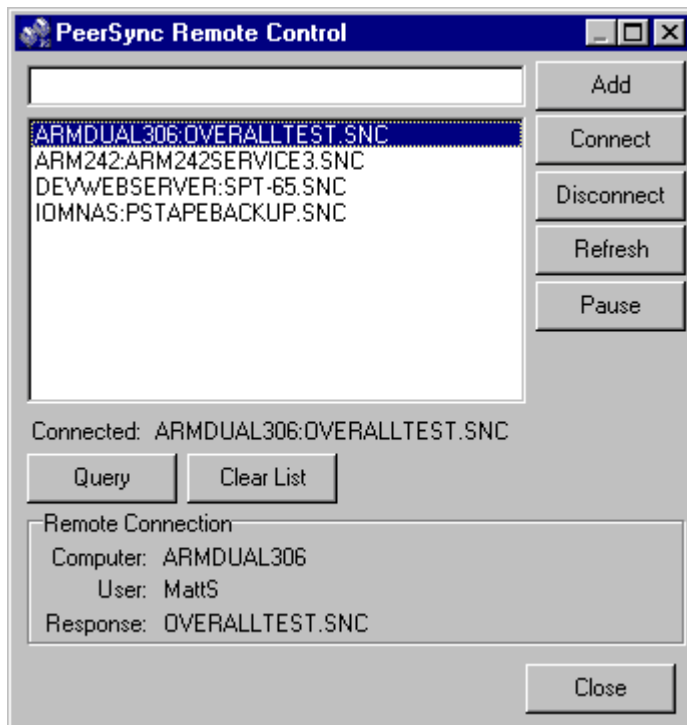 PeerSync Remote Control
Add
ARMDUAL306:OVERALLTEST.SNC
ARM242:ARM242SERVICE3.SNC
DEVWEBSERVER:SPT-65.SNC
IOMNAS:PSTAPEBACKUP.SNC
Connect
Disconnect
Refresh
Pause
Connected: ARMDUAL306:OVERALLTEST.SNC
Query Clear List
Remote Connection
Computer: ARMDUAL306
User: MattS
Response: OVERALLTEST.SNC
Close